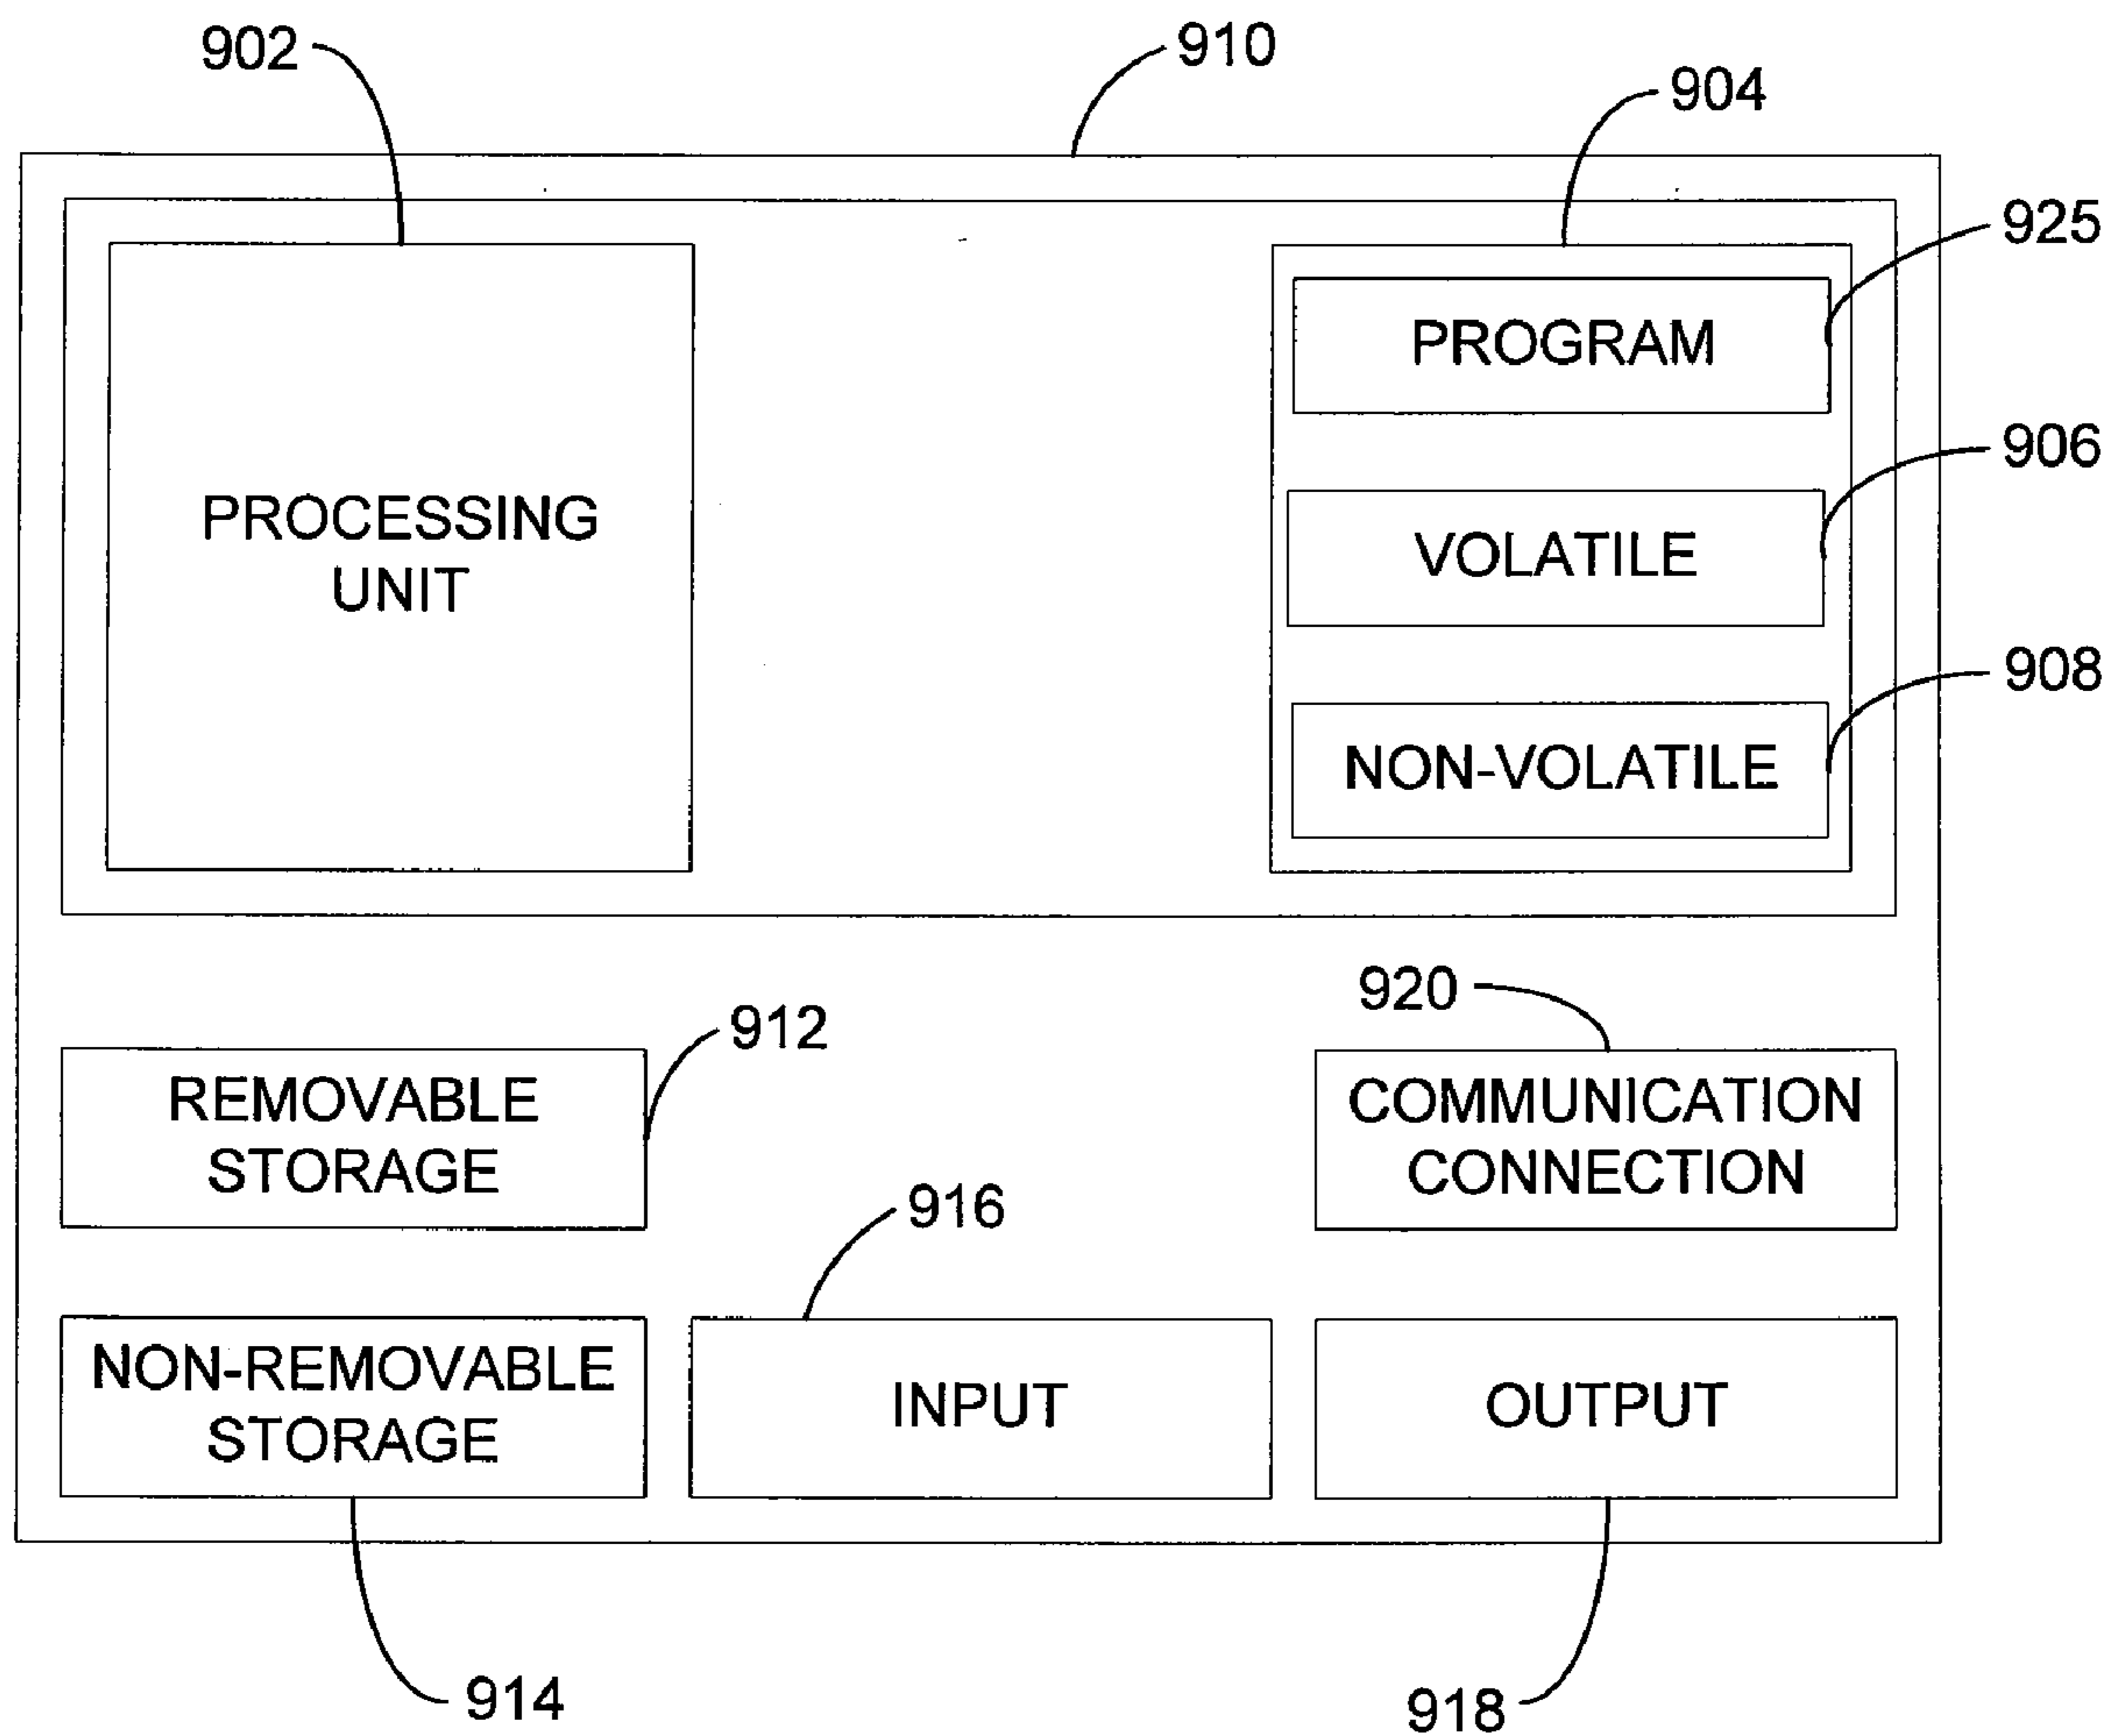 902
910
904
925
PROGRAM
906
PROCESSING
UNIT
VOLATILE
908
NON-VOLATILE
920
912
REMOVABLE
STORAGE
COMMUNICATION
CONNECTION
916
NON-REMOVABLE
STORAGE
INPUT
OUTPUT
914
918